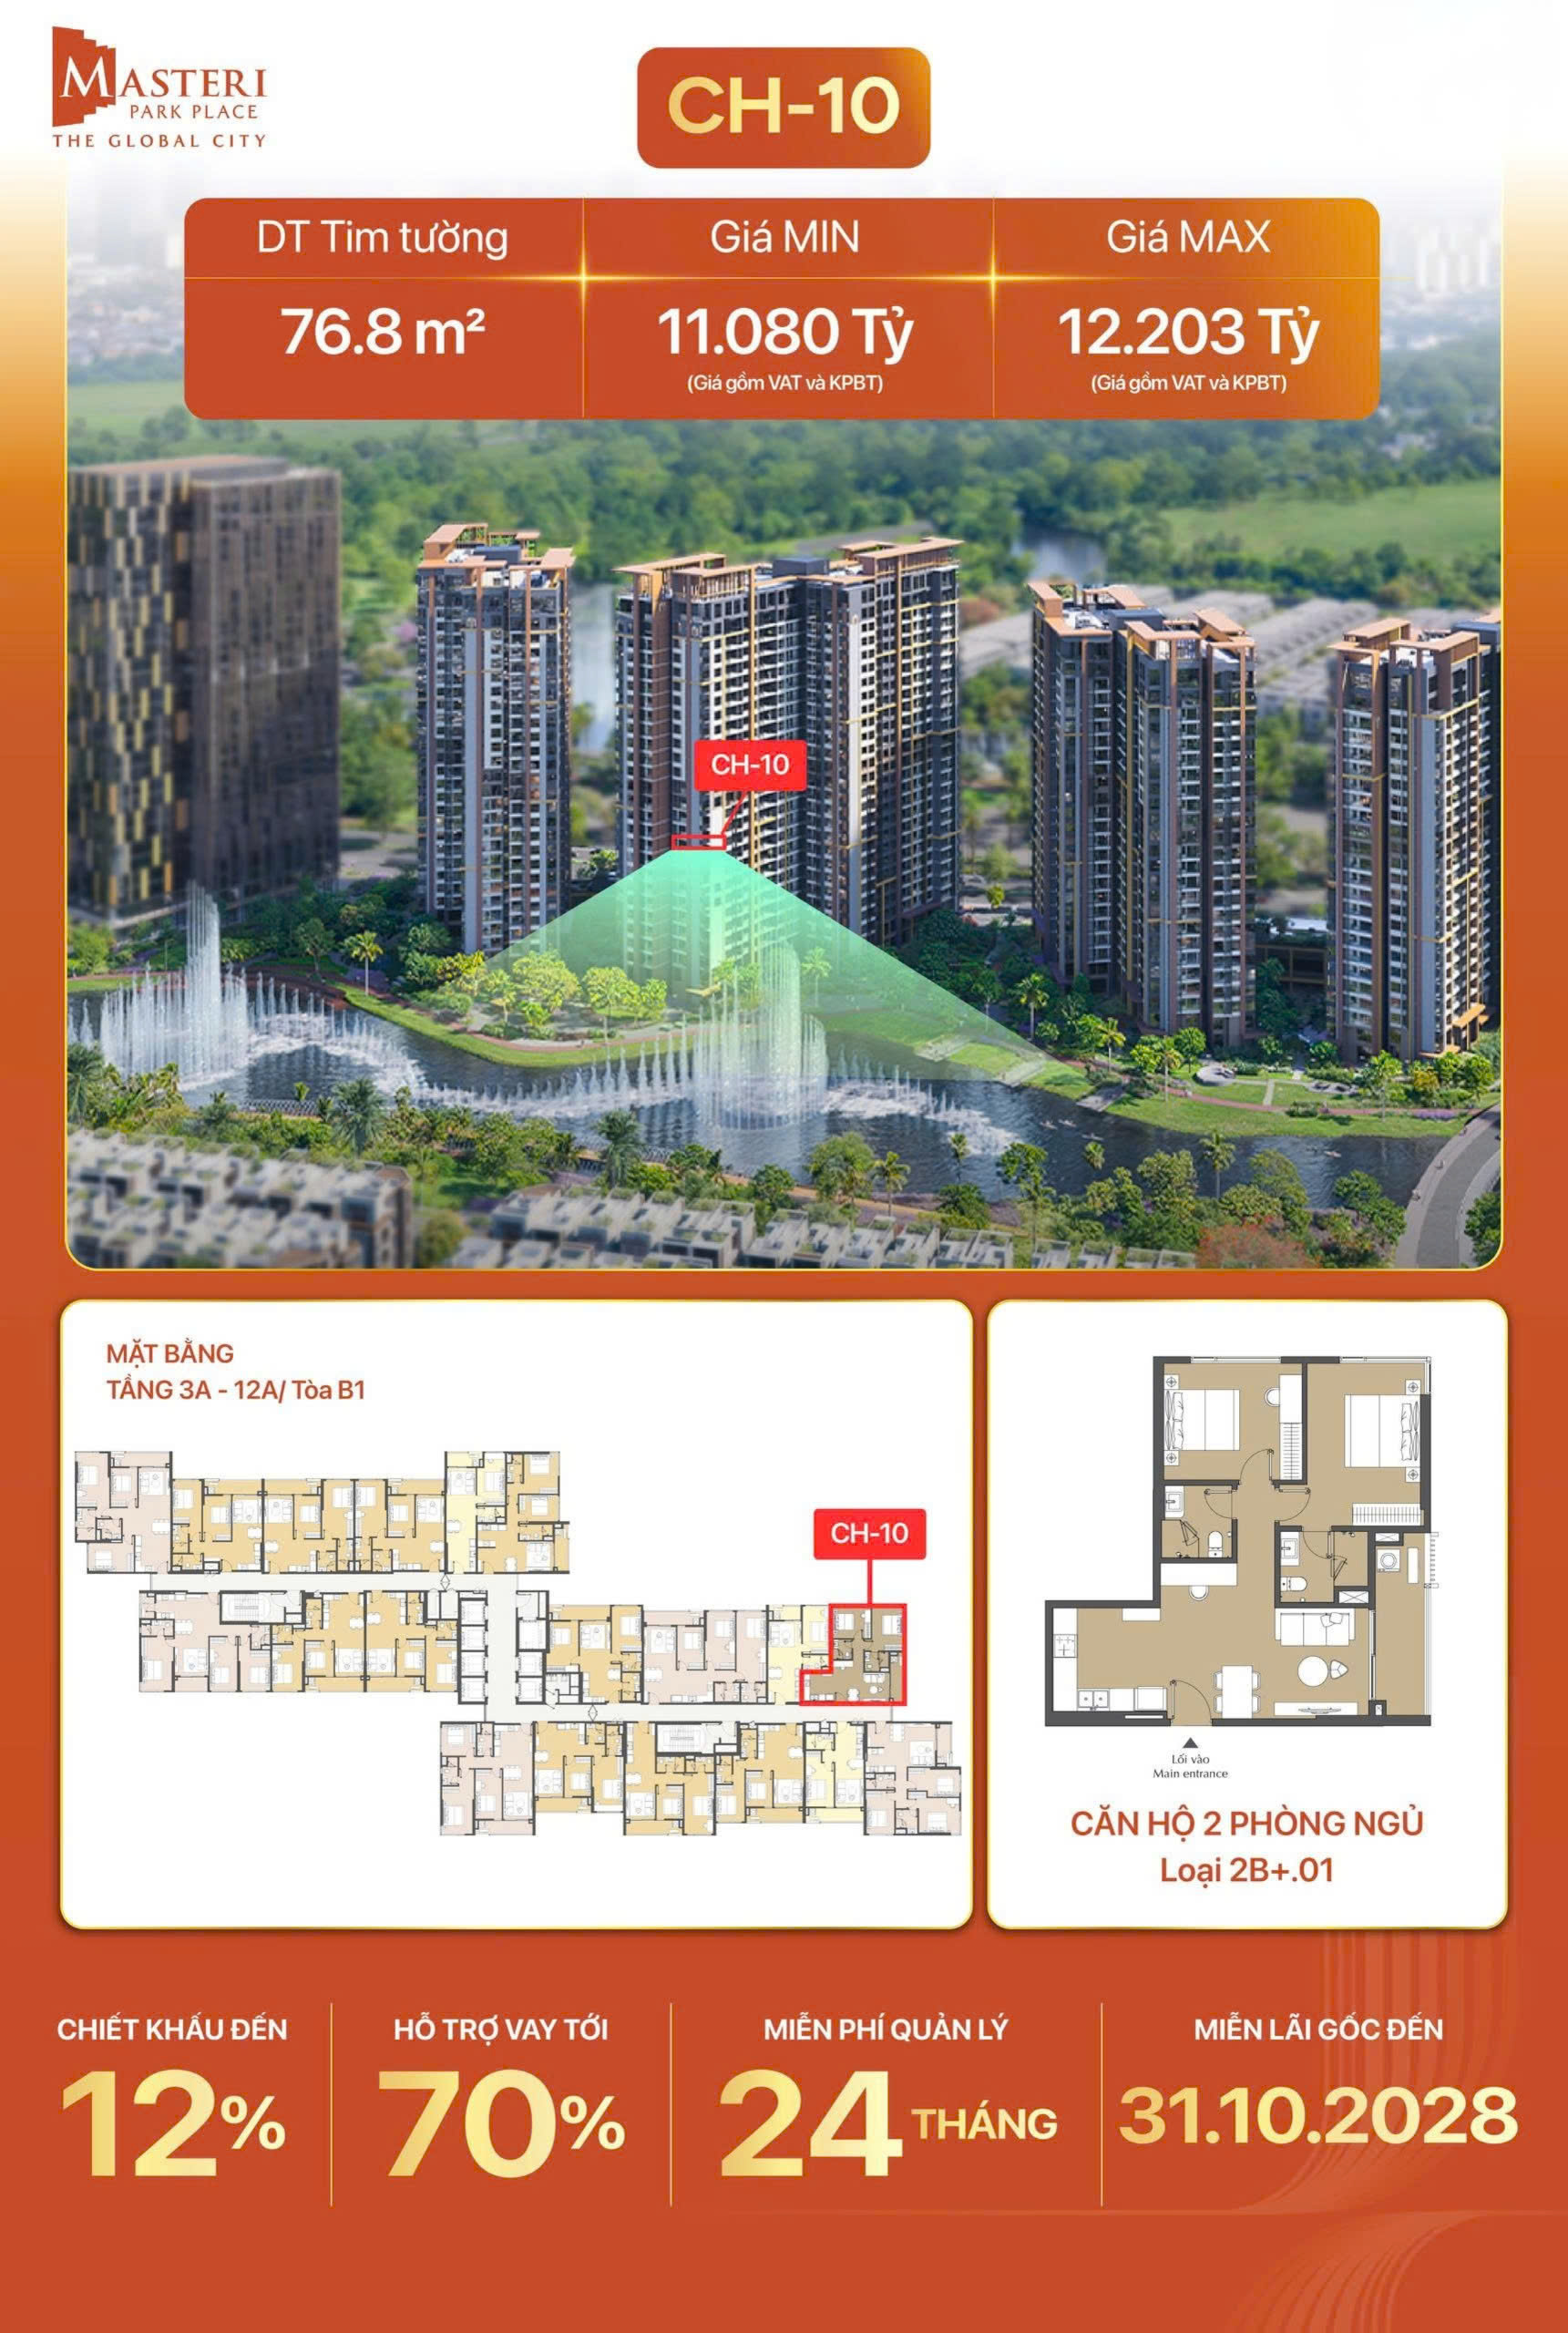 MASTERI
PARK PLACE
THE GLOBAL CITY
CH-10
DT Tim tường
76.8 m²
Giá MIN
11.080 Tỷ
(Giá gồm VAT và KPBT)
Giá MAX
12.203 Tỷ
(Giá gồm VAT và KPBT)
CH-10
MẶT BẰNG
TẦNG 3A - 12A/ Tòa B1
CH-10
Lối vào
Main entrance
CĂN HỘ 2 PHÒNG NGỦ
Loại 2B+.01
CHIẾT KHẤU ĐẾN
12%
HỖ TRỢ VAY TỚI
70%
MIỄN PHÍ QUẢN LÝ
24 THÁNG
MIỄN LÃI GỐC ĐẾN
31.10.2028